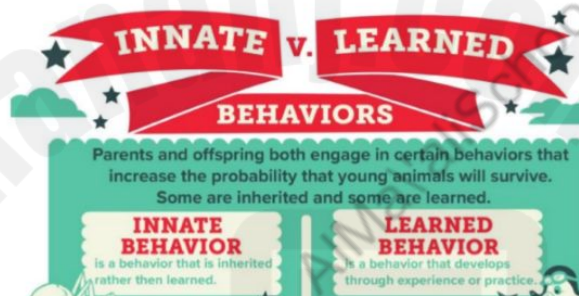 INNATE V. LEARNED
BEHAVIORS
Parents and offspring both engage in certain behaviors that
increase the probability that young animals will survive.
Some are inherited and some are learned.
INNATE
BEHAVIOR
is a behavior that is inherited
rather then learned.
LEARNED
BEHAVIOR
is a behavior that develops
through experience or practice.